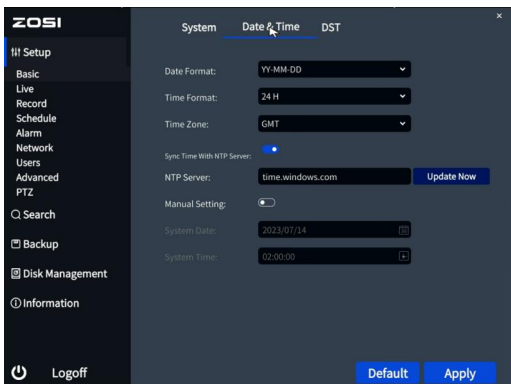 ZOSI
System Date & Time DST
×
Setup
Basic
Live
Record
Schedule
Alarm
Network
Users
Advanced
PTZ
Search
Backup
Disk Management
Information
Logoff
Date Format: YY-MM-DD
Time Format: 24 H
Time Zone: GMT
Sync Time With NTP Server:
NTP Server: time.windows.com Update Now
Manual Setting:
System Date: 2023/07/14
System Time: 02:00:00
Default Apply